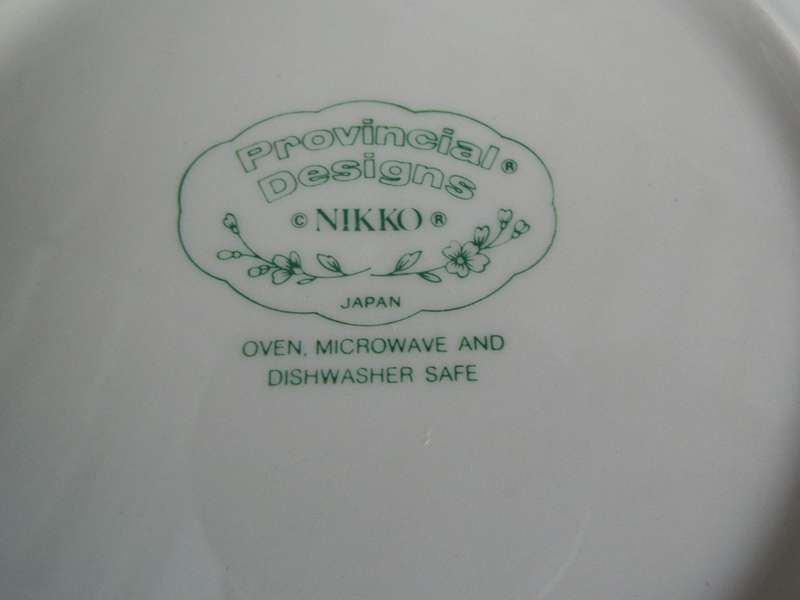 Provincial®
Designs
© NIKKO ®
JAPAN
OVEN, MICROWAVE AND
DISHWASHER SAFE